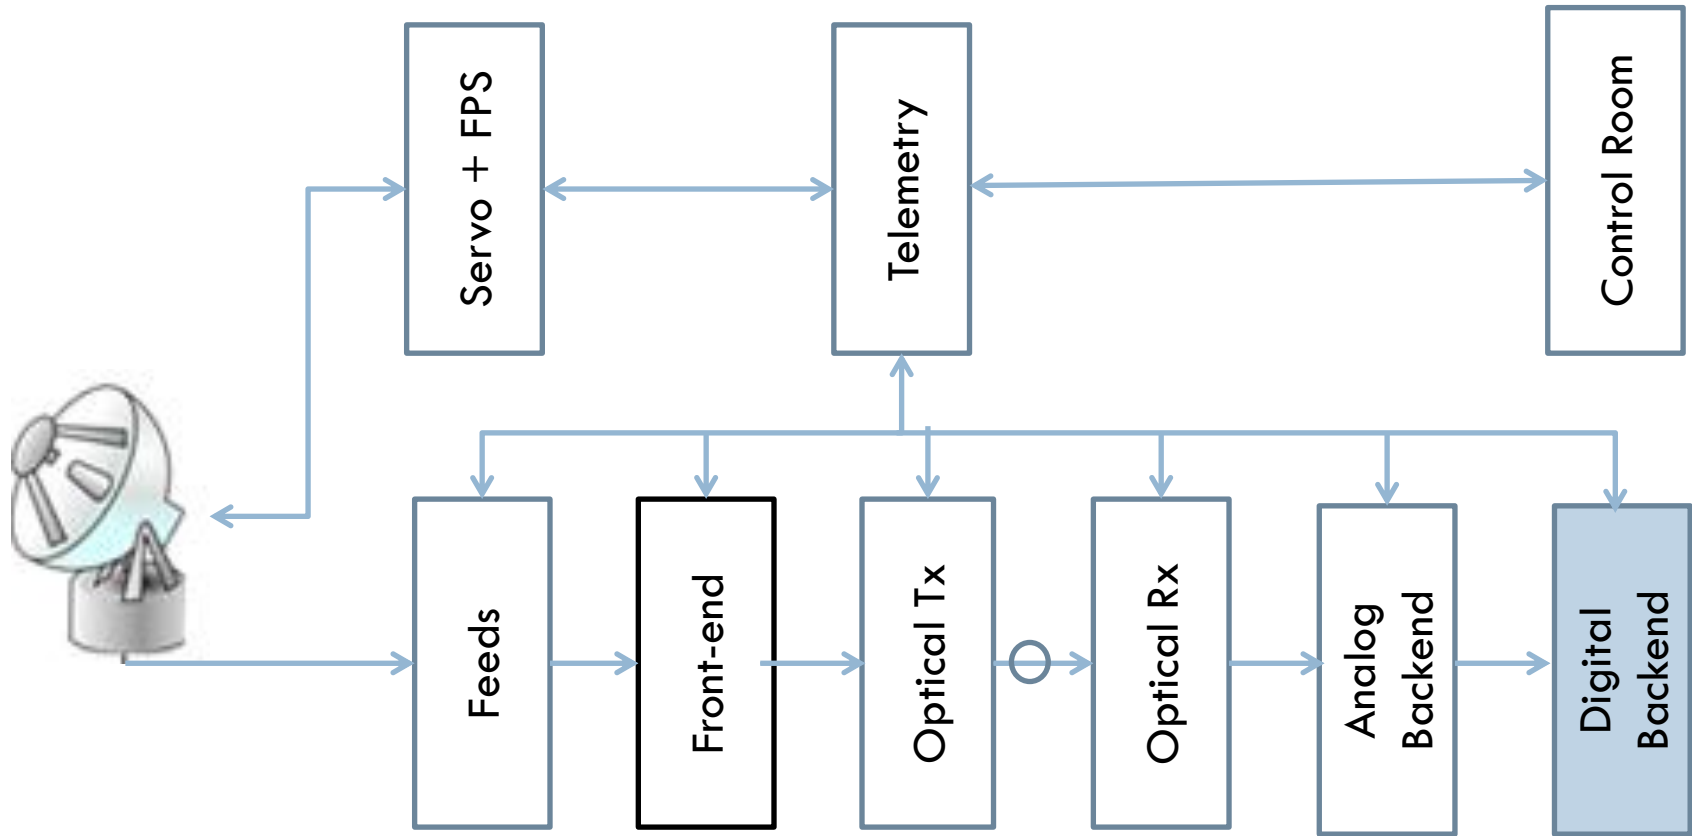 Servo + FPS
Telemetry
Control Room
Feeds
Front-end
Optical Tx
Optical Rx
Analog
Backend
Digital
Backend